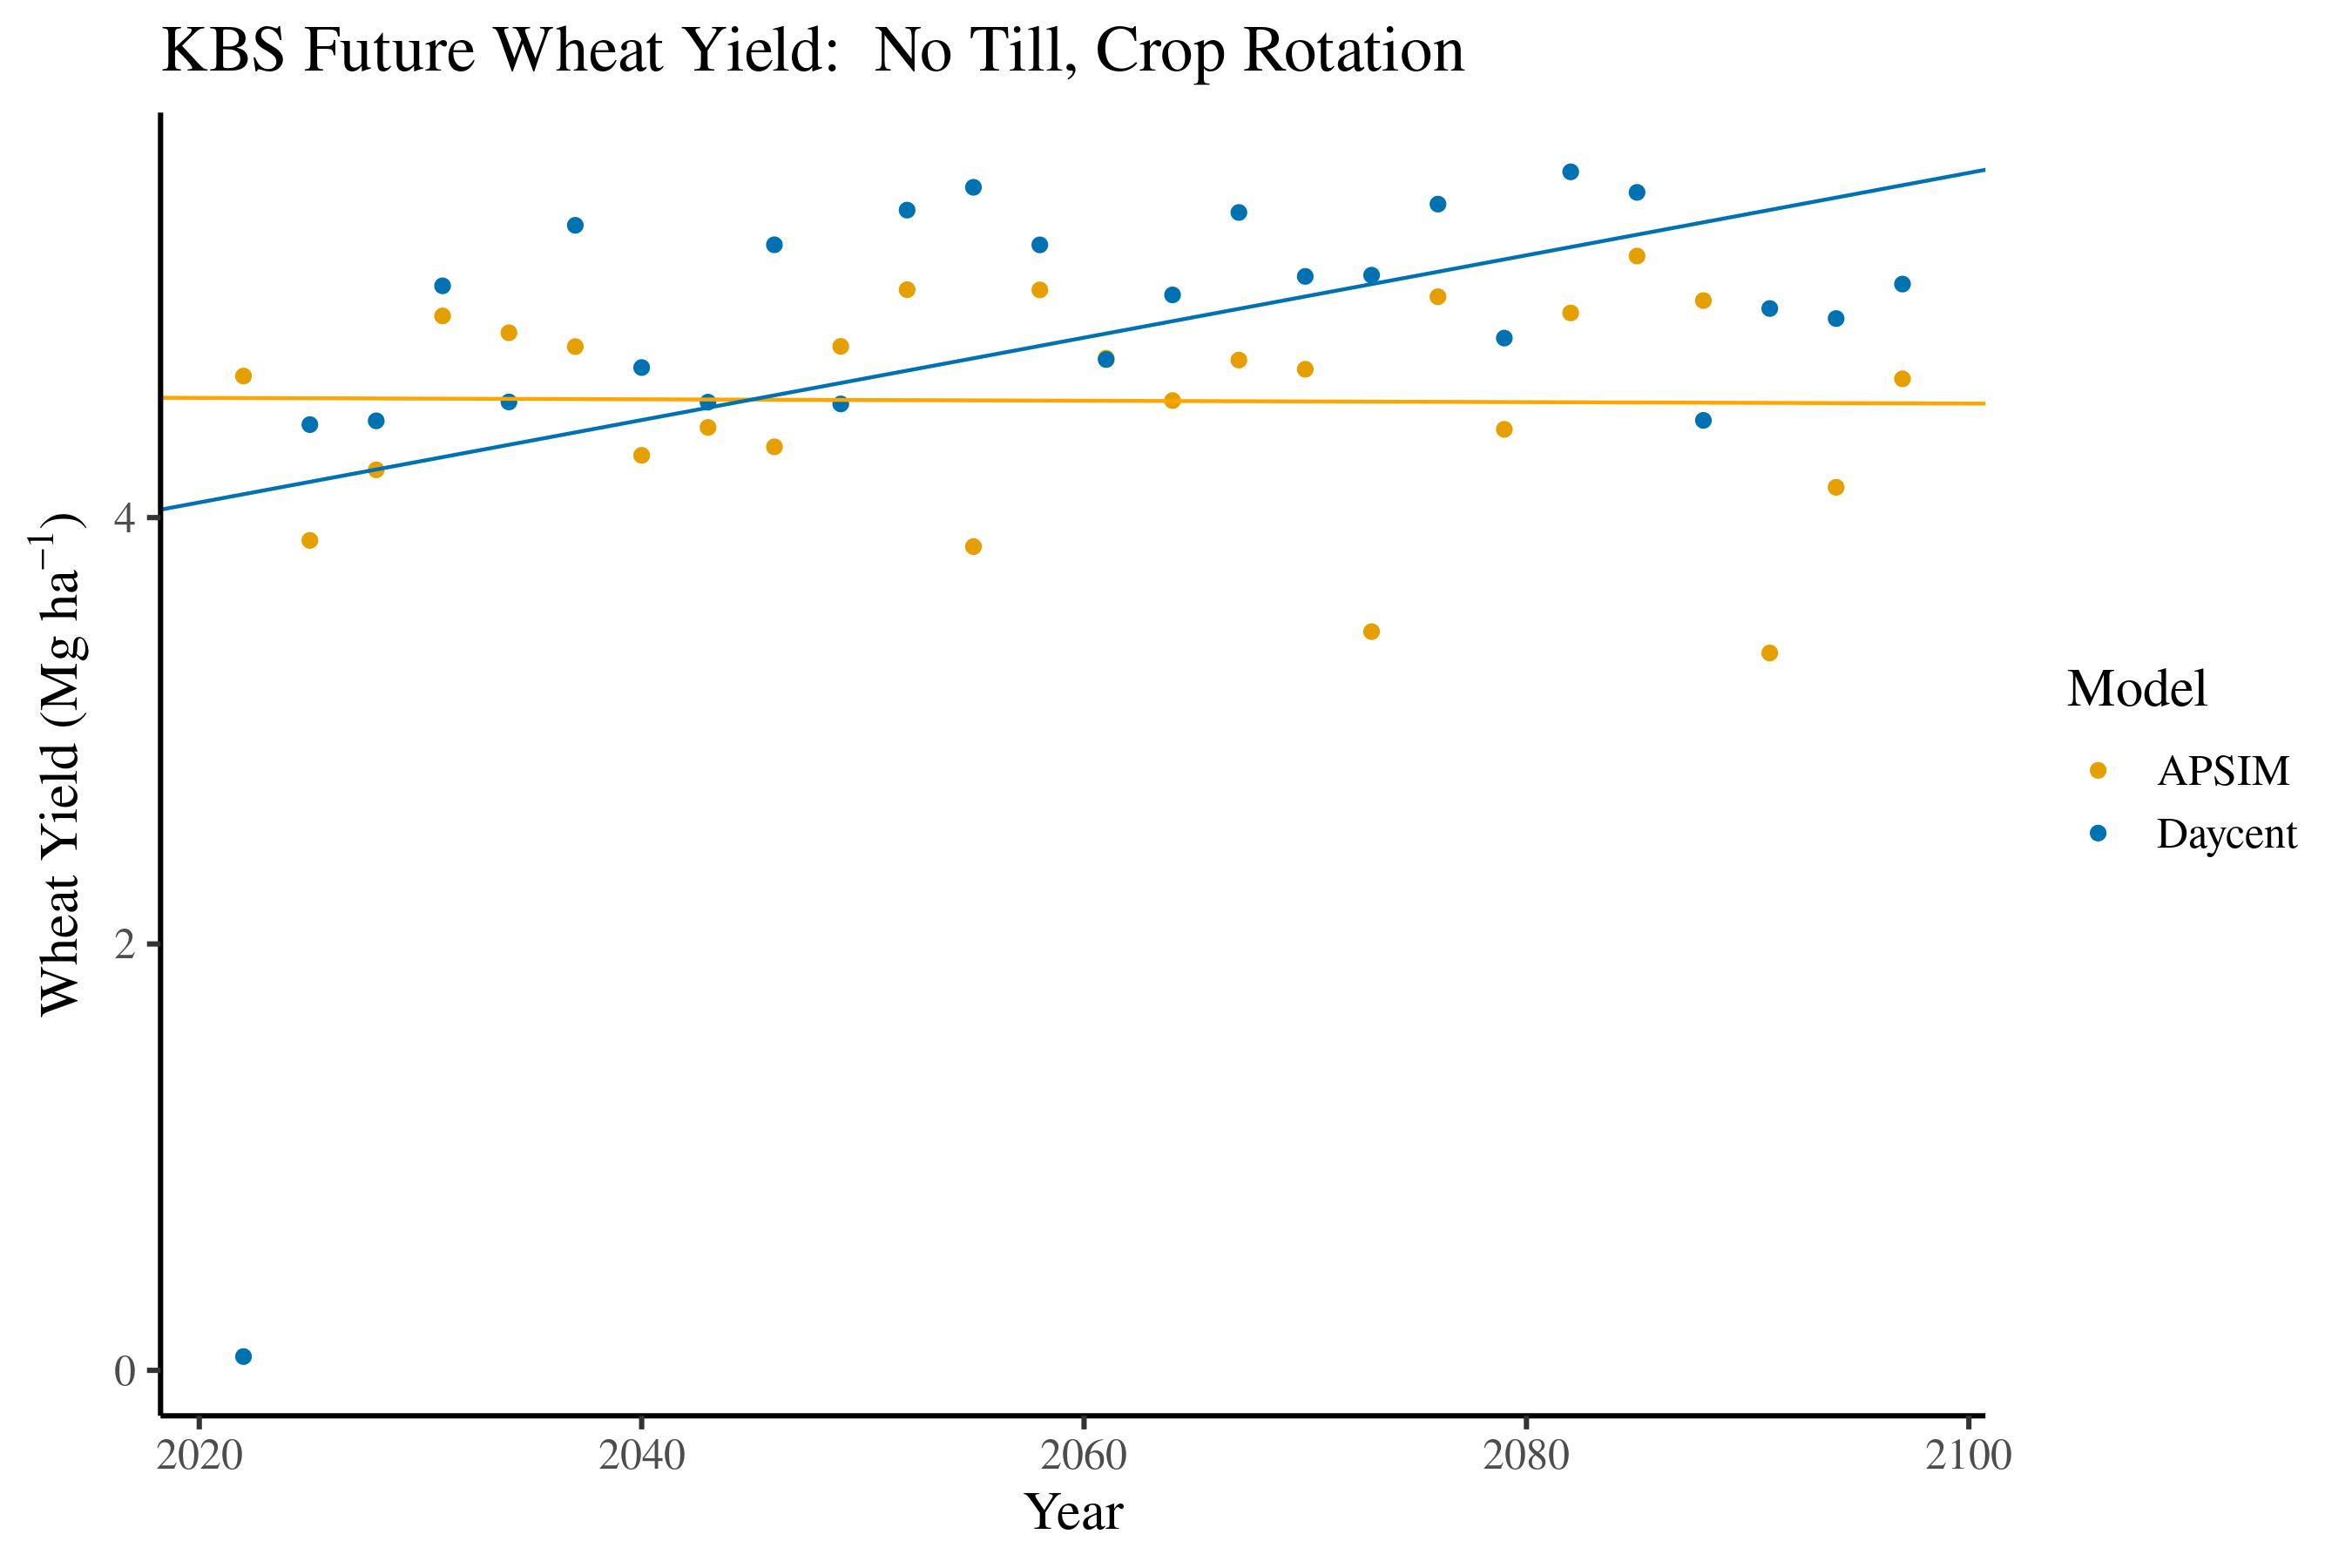 KBS Future Wheat Yield:  No Till, Crop Rotation
Wheat Yield (Mg ha⁻¹)
4
2
0
2020 2040 2060 2080 2100
Year
Model
APSIM
Daycent